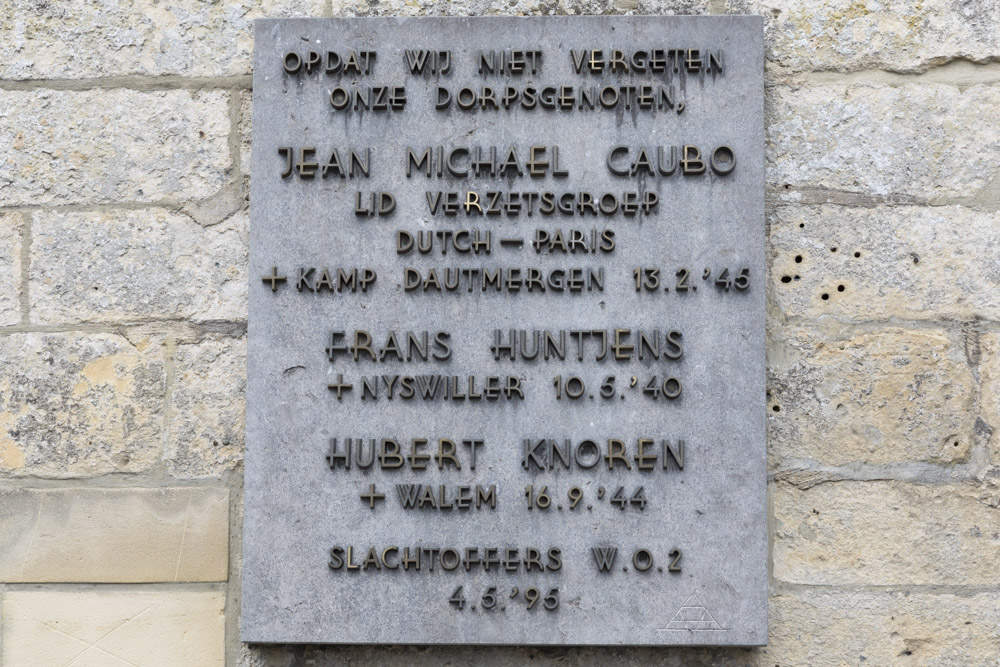 OPDAT WIJ NIET VERGETEN
ONZE DORPSGENOTEN,
JEAN MICHAEL CAUBO
LID VERZETSGROEP
DUTCH – PARIS
+ KAMP DAUTMERGEN 13.2.'45
FRANS HUNTJENS
+ NYSWILLER 10.5.'40
HUBERT KNOREN
+ WALEM 16.9.'44
SLACHTOFFERS W.O.2
4.5.'95